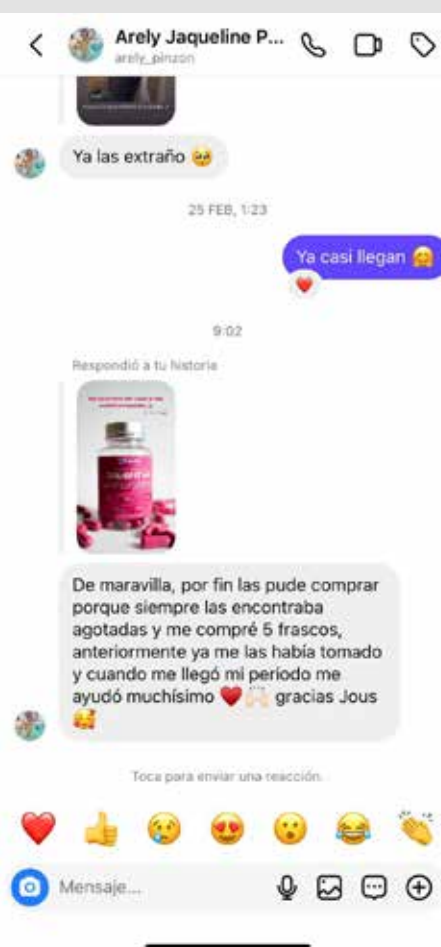 Arely Jaqueline P...
arely_pinzon
Ya las extraño 🥹
25 FEB, 1:23
Ya casi llegan 🤗
❤️
9:02
Respondió a tu historia
De maravilla, por fin las pude comprar
porque siempre las encontraba
agotadas y me compré 5 frascos,
anteriormente ya me las había tomado
y cuando me llegó mi período me
ayudó muchísimo ❤️🙌🏻 gracias Jous
🥰
Toca para enviar una reacción.
❤️ 👍 😢 😍 😮 😂 👏
Mensaje...